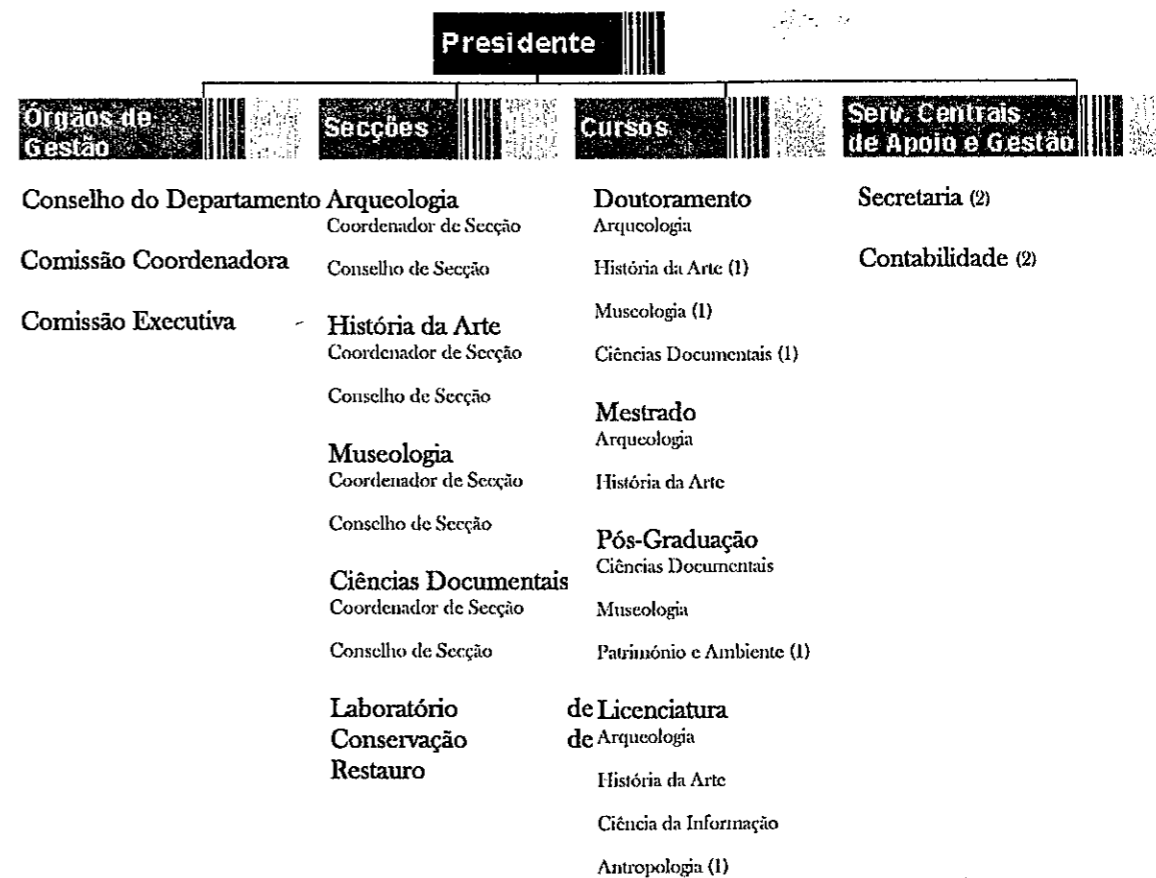 Presidente
Órgãos de
Gestão
Secções
Cursos
Serv. Centrais
de Apoio e Gestão
Conselho do Departamento
Comissão Coordenadora
Comissão Executiva
Arqueologia
Coordenador de Secção
Conselho de Secção
História da Arte
Coordenador de Secção
Conselho de Secção
Museologia
Coordenador de Secção
Conselho de Secção
Ciências Documentais
Coordenador de Secção
Conselho de Secção
Laboratório de
Conservação de
Restauro
Doutoramento
Arqueologia
História da Arte (1)
Museologia (1)
Ciências Documentais (1)
Mestrado
Arqueologia
História da Arte
Pós-Graduação
Ciências Documentais
Museologia
Património e Ambiente (1)
Licenciatura
Arqueologia
História da Arte
Ciência da Informação
Antropologia (1)
Secretaria (2)
Contabilidade (2)